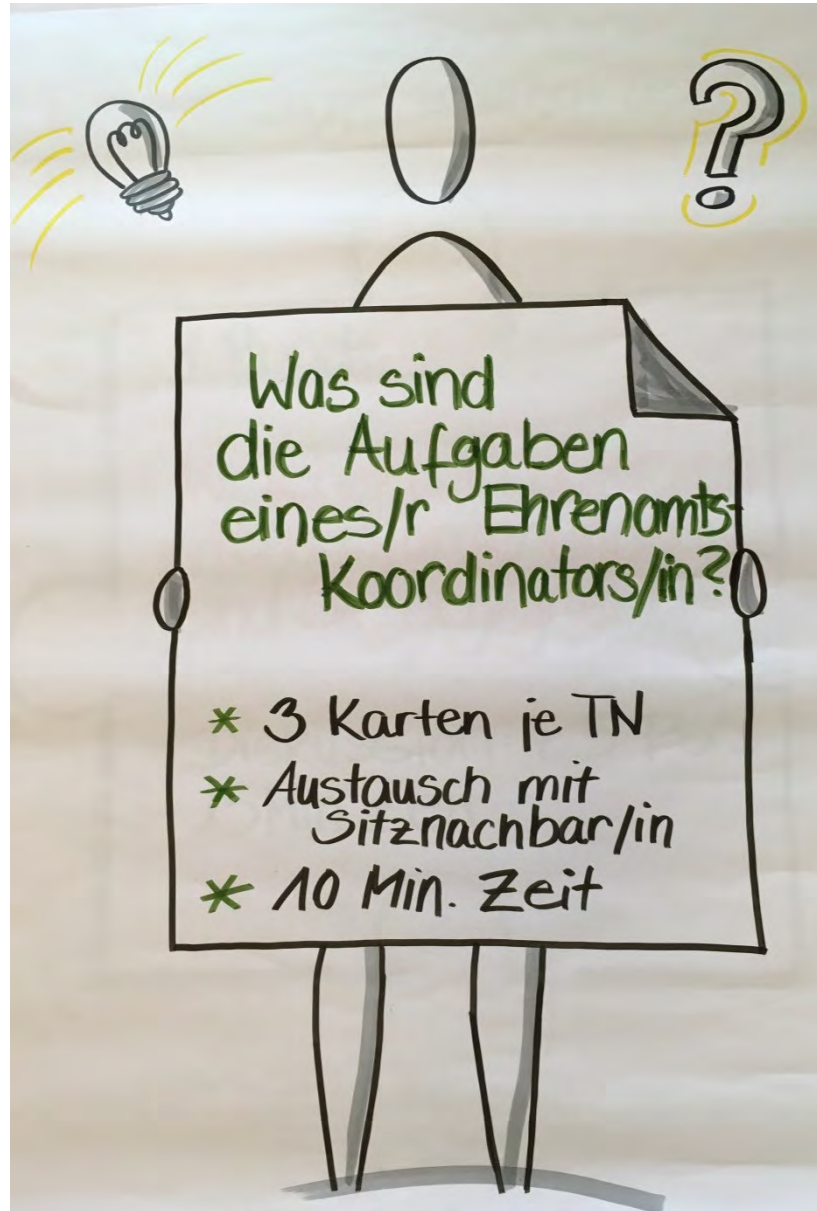 Was sind
die Aufgaben
eines/r Ehrenamts-
Koordinators/in?
* 3 Karten je TN
* Austausch mit
Sitznachbar/in
* 10 Min. Zeit
?